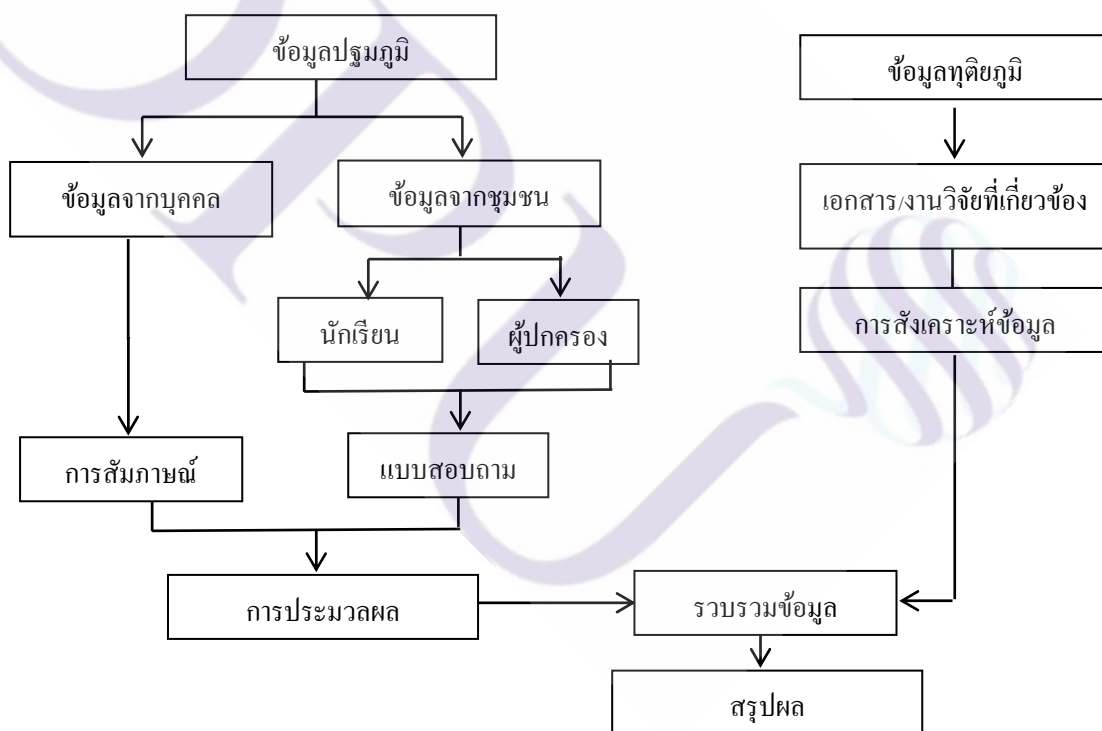 ข้อมูลปฐมภูมิ
ข้อมูลทุติยภูมิ
ข้อมูลจากบุคคล
ข้อมูลจากชุมชน
เอกสาร/งานวิจัยที่เกี่ยวข้อง
นักเรียน
ผู้ปกครอง
การสังเคราะห์ข้อมูล
การสัมภาษณ์
แบบสอบถาม
การประมวลผล
รวบรวมข้อมูล
สรุปผล